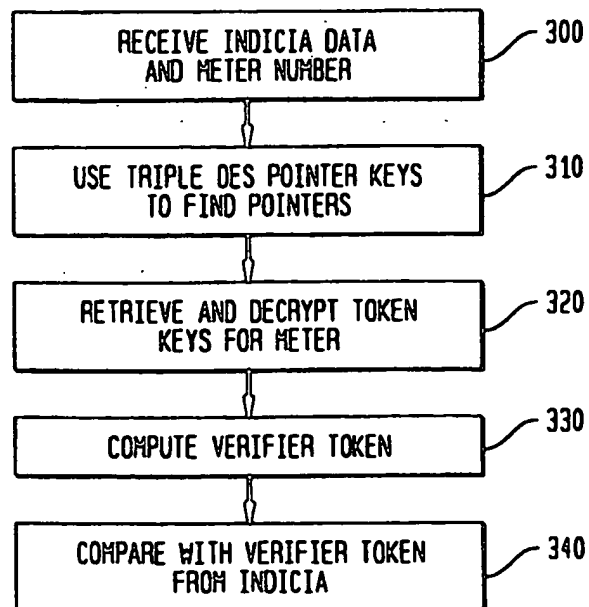 RECEIVE INDICIA DATA
AND METER NUMBER
300
USE TRIPLE DES POINTER KEYS
TO FIND POINTERS
310
RETRIEVE AND DECRYPT TOKEN
KEYS FOR METER
320
COMPUTE VERIFIER TOKEN
330
COMPARE WITH VERIFIER TOKEN
FROM INDICIA
340